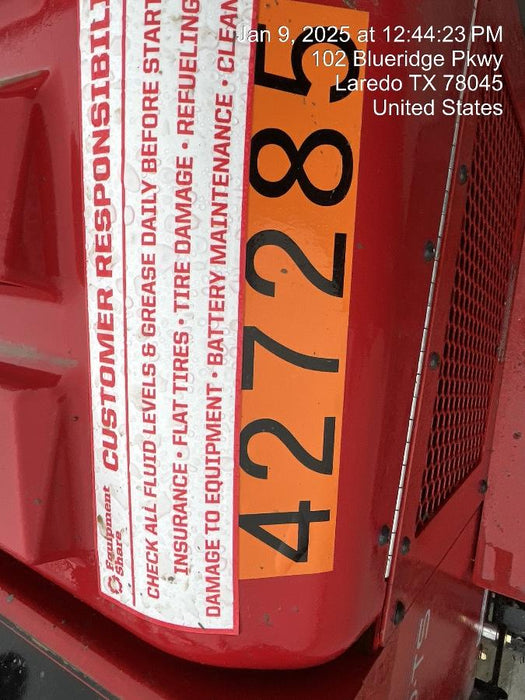 Jan 9, 2025 at 12:44:23 PM
102 Blueridge Pkwy
Laredo TX 78045
United States
Equipment
Share
CUSTOMER RESPONSIBIL
CHECK ALL FLUID LEVELS & GREASE DAILY BEFORE START
INSURANCE • FLAT TIRES • TIRE DAMAGE • REFUELING
DAMAGE TO EQUIPMENT • BATTERY MAINTENANCE • CLEAN
427285